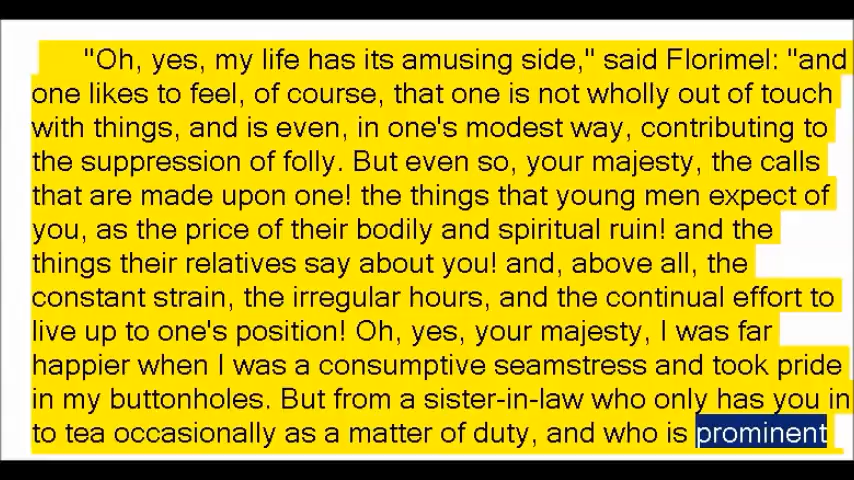 "Oh, yes, my life has its amusing side," said Florimel: "and
one likes to feel, of course, that one is not wholly out of touch
with things, and is even, in one's modest way, contributing to
the suppression of folly. But even so, your majesty, the calls
that are made upon one! the things that young men expect of
you, as the price of their bodily and spiritual ruin! and the
things their relatives say about you! and, above all, the
constant strain, the irregular hours, and the continual effort to
live up to one's position! Oh, yes, your majesty, I was far
happier when I was a consumptive seamstress and took pride
in my buttonholes. But from a sister-in-law who only has you in
to tea occasionally as a matter of duty, and who is prominent